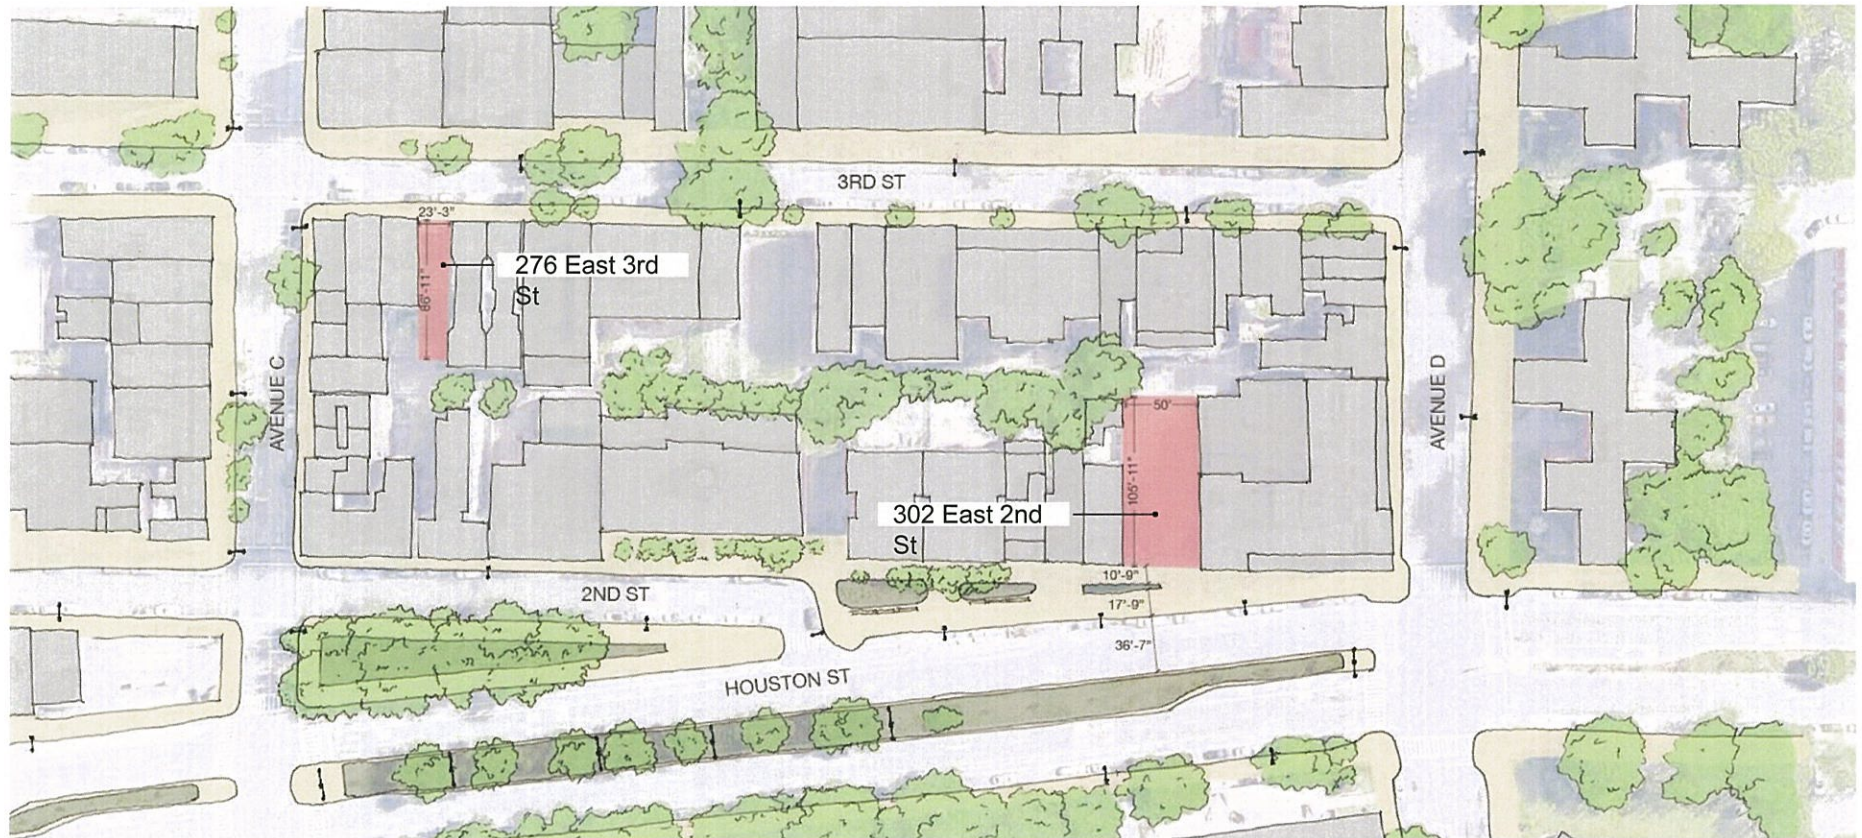 3RD ST
23'-3"
276 East 3rd
St
86'-11"
AVENUE C
AVENUE D
50'
105'-11"
302 East 2nd
St
10'-9"
2ND ST
17'-9"
36'-7"
HOUSTON ST